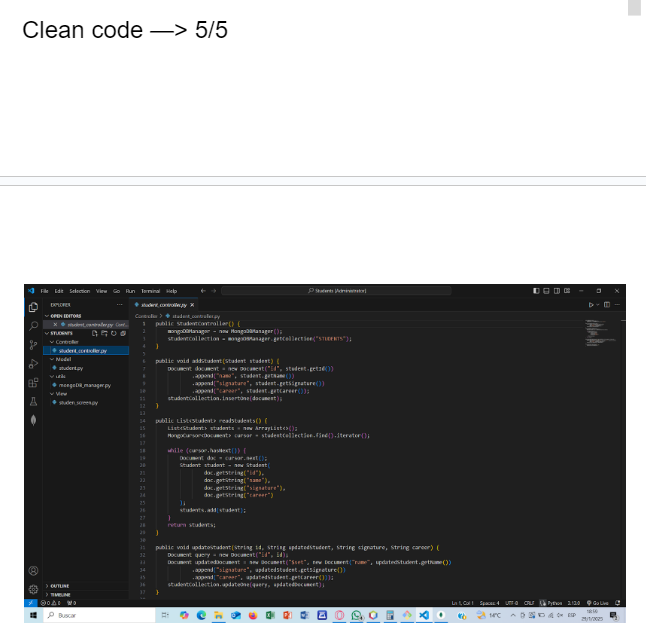 Clean code —> 5/5
File Edit Selection View Go Run Terminal Help
Students [Administrator]
EXPLORER
student_controller.py
OPEN EDITORS
Controller > student_controller.py
student_controller.py Cont...
STUDENTS
Controller
student_controller.py
Model
student.py
utils
mongoDB_manager.py
View
student_screen.py
OUTLINE
TIMELINE
public StudentController() {
mongoDBManager = new MongoDBManager();
studentCollection = mongoDBManager.getCollection("STUDENTS");
}
public void addStudent(Student student) {
Document document = new Document("id", student.getId())
.append("name", student.getName())
.append("signature", student.getSignature())
.append("career", student.getCareer());
studentCollection.insertOne(document);
}
public List<Student> readStudents() {
List<Student> students = new ArrayList<>();
MongoCursor<Document> cursor = studentCollection.find().iterator();
while (cursor.hasNext()) {
Document doc = cursor.next();
Student student = new Student(
doc.getString("id"),
doc.getString("name"),
doc.getString("signature"),
doc.getString("career")
);
students.add(student);
}
return students;
}
public void updateStudent(String id, String updatedStudent, String signature, String career) {
Document query = new Document("id", id);
Document updatedDocument = new Document("$set", new Document("name", updatedStudent.getName())
.append("signature", updatedStudent.getSignature())
.append("career", updatedStudent.getCareer()));
studentCollection.updateOne(query, updatedDocument);
}
Ln 1, Col 1 Spaces: 4 UTF-8 CRLF Python Go Live
Buscar
14°C
ESP